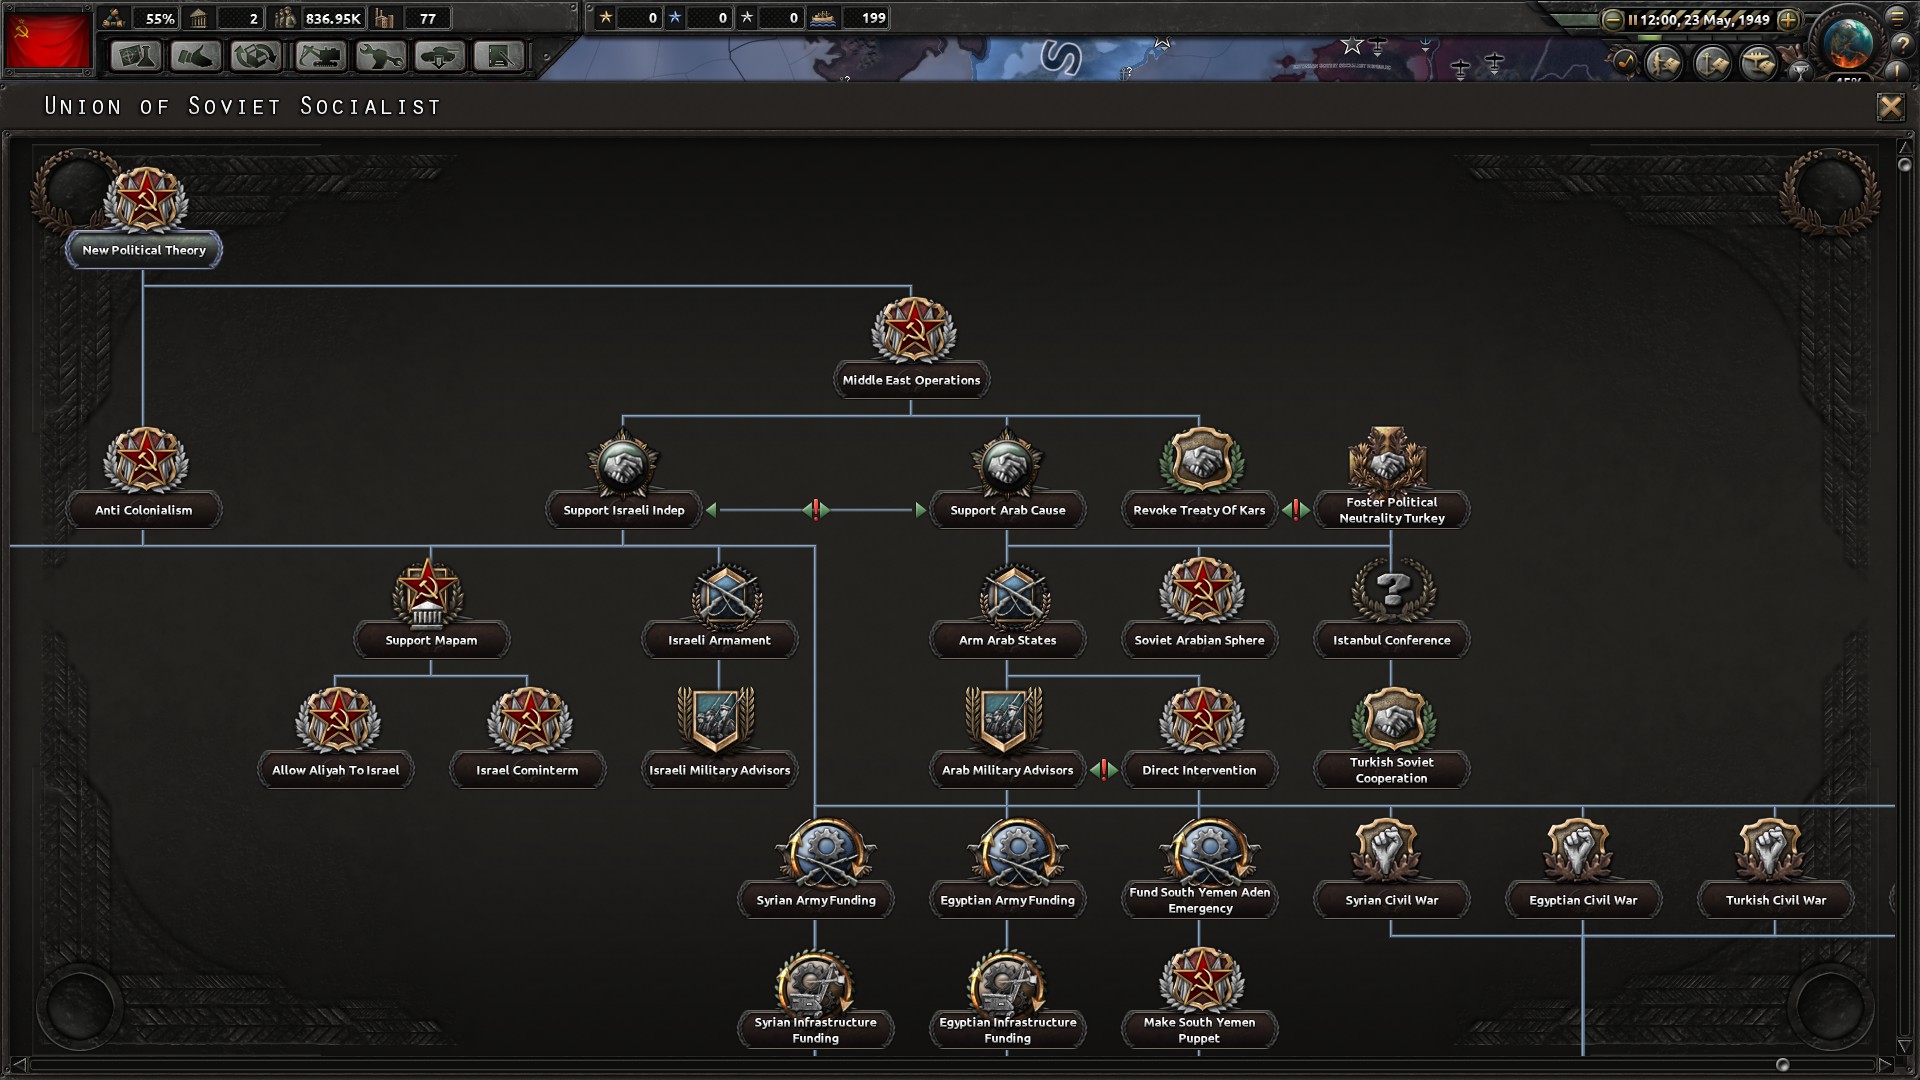 55% 2 836.95K 77 0 0 0 199 12:00, 23 May, 1949
Union of Soviet Socialist
New Political Theory
Middle East Operations
Anti Colonialism
Support Israeli Indep
Support Arab Cause
Revoke Treaty Of Kars
Foster Political
Neutrality Turkey
Support Mapam
Israeli Armament
Arm Arab States
Soviet Arabian Sphere
Istanbul Conference
Allow Aliyah To Israel
Israel Cominterm
Israeli Military Advisors
Arab Military Advisors
Direct Intervention
Turkish Soviet
Cooperation
Syrian Army Funding
Egyptian Army Funding
Fund South Yemen Aden
Emergency
Syrian Civil War
Egyptian Civil War
Turkish Civil War
Syrian Infrastructure
Funding
Egyptian Infrastructure
Funding
Make South Yemen
Puppet